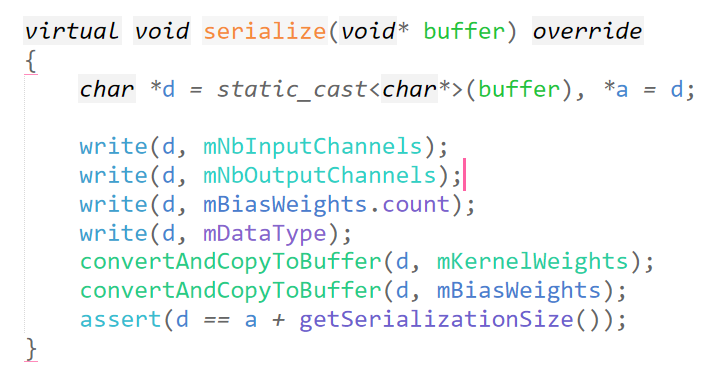 virtual void serialize(void* buffer) override
{
    char *d = static_cast<char*>(buffer), *a = d;

    write(d, mNbInputChannels);
    write(d, mNbOutputChannels);
    write(d, mBiasWeights.count);
    write(d, mDataType);
    convertAndCopyToBuffer(d, mKernelWeights);
    convertAndCopyToBuffer(d, mBiasWeights);
    assert(d == a + getSerializationSize());
}